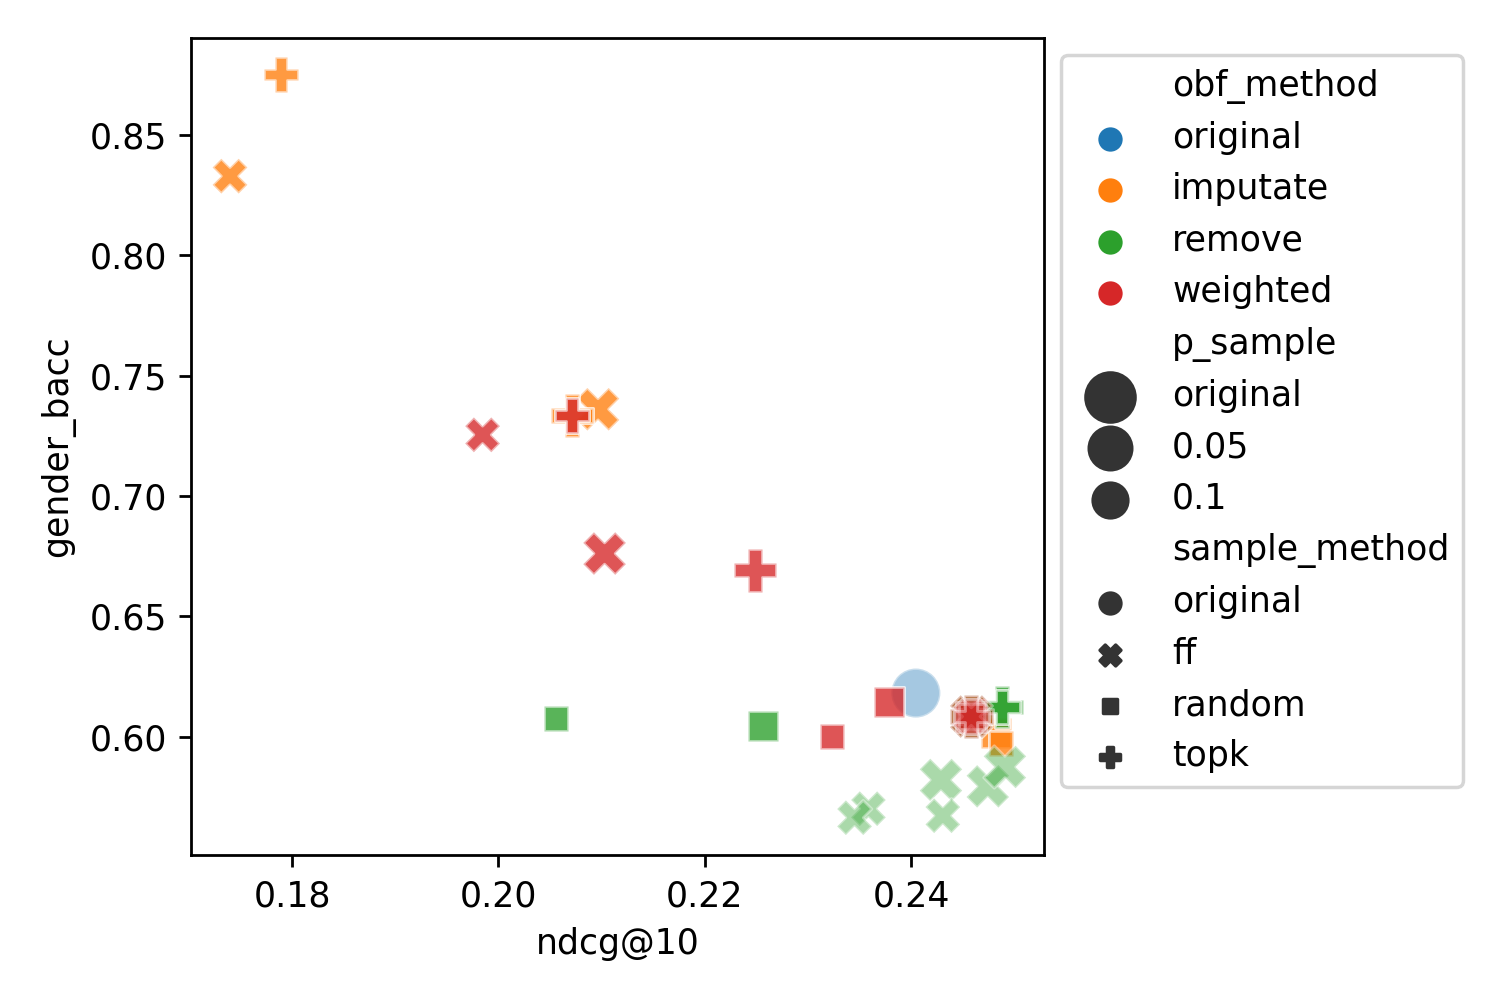 0.85
0.80
0.75
0.70
0.65
0.60
gender_bacc
0.18 0.20 0.22 0.24
ndcg@10
obf_method
original
imputate
remove
weighted
p_sample
original
0.05
0.1
sample_method
original
ff
random
topk